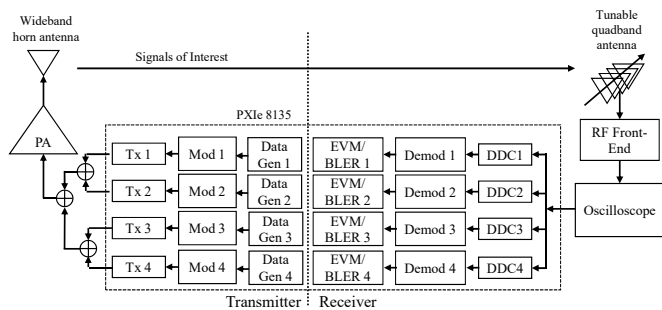 Wideband
horn antenna
Tunable
quadband
antenna
Signals of Interest
PXIe 8135
PA
RF Front-
End
Oscilloscope
Tx 1
Mod 1
Data
Gen 1
EVM/
BLER 1
Demod 1
DDC1
Tx 2
Mod 2
Data
Gen 2
EVM/
BLER 2
Demod 2
DDC2
Tx 3
Mod 3
Data
Gen 3
EVM/
BLER 3
Demod 3
DDC3
Tx 4
Mod 4
Data
Gen 4
EVM/
BLER 4
Demod 4
DDC4
Transmitter
Receiver